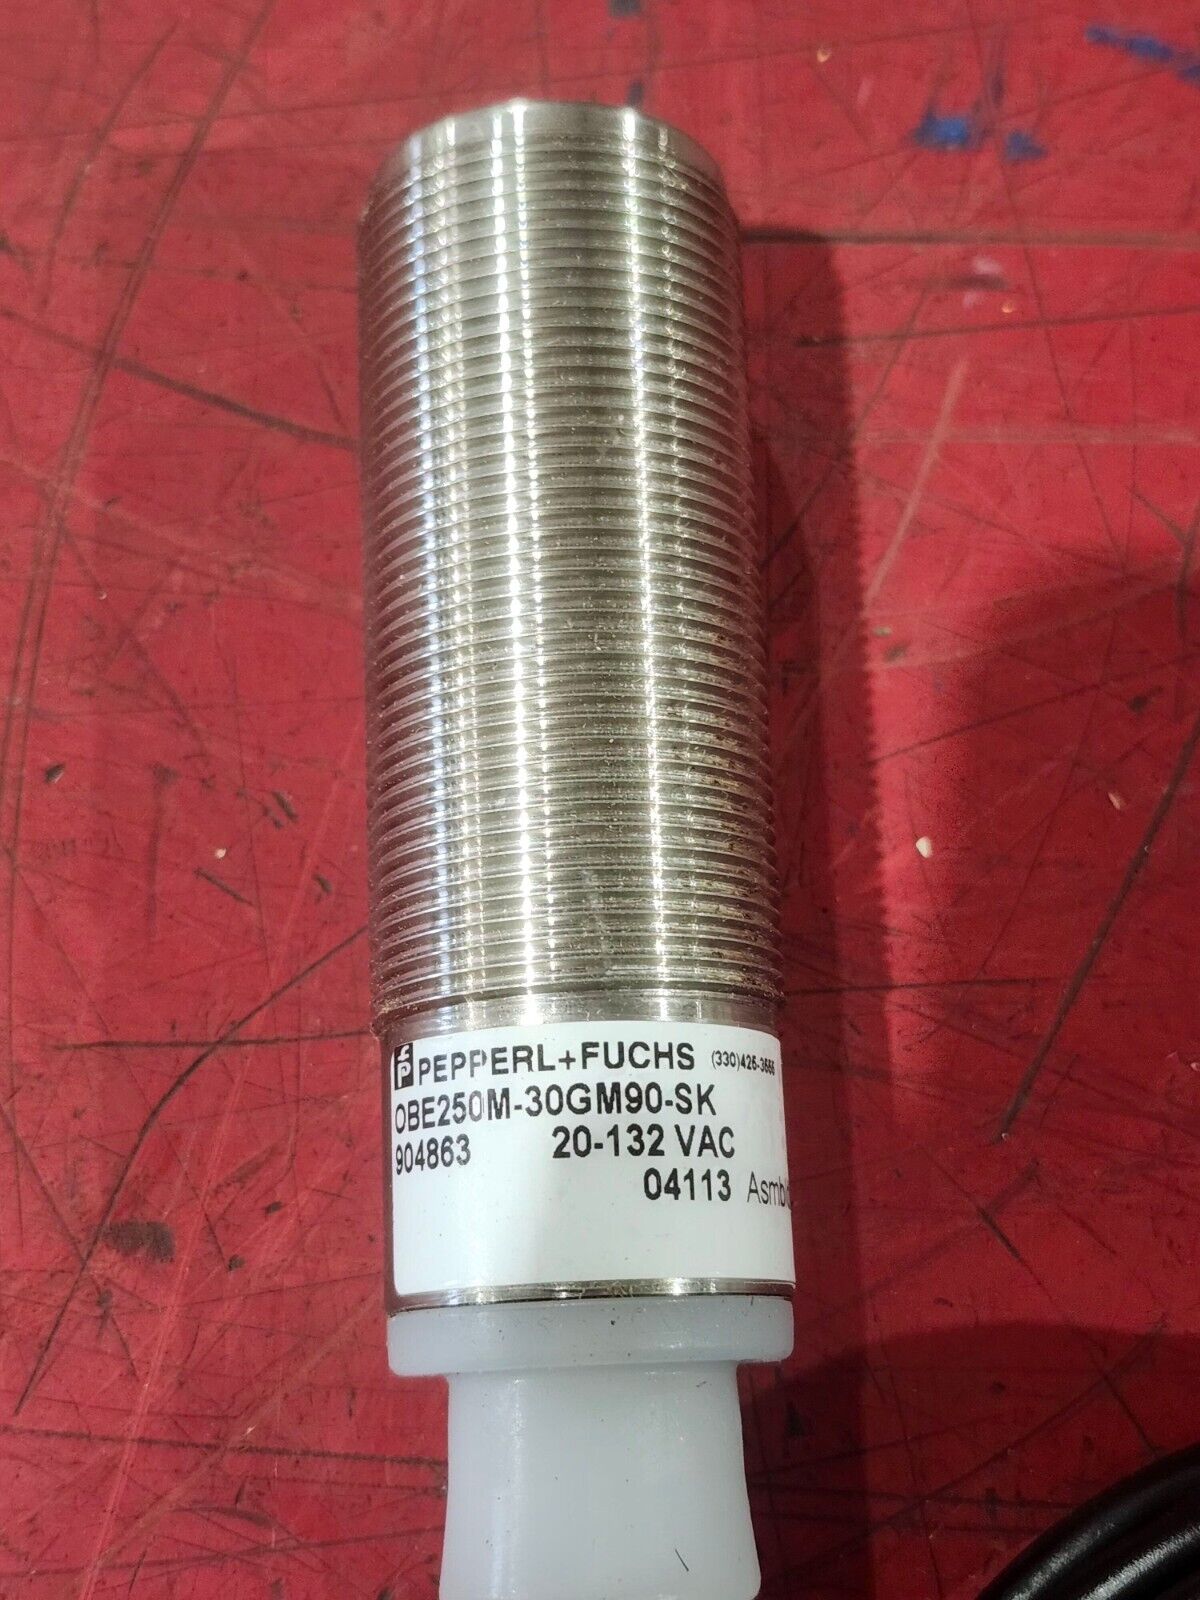 PEPPERL+FUCHS (330)425-3555
OBE250M-30GM90-SK
904863 20-132 VAC
04113